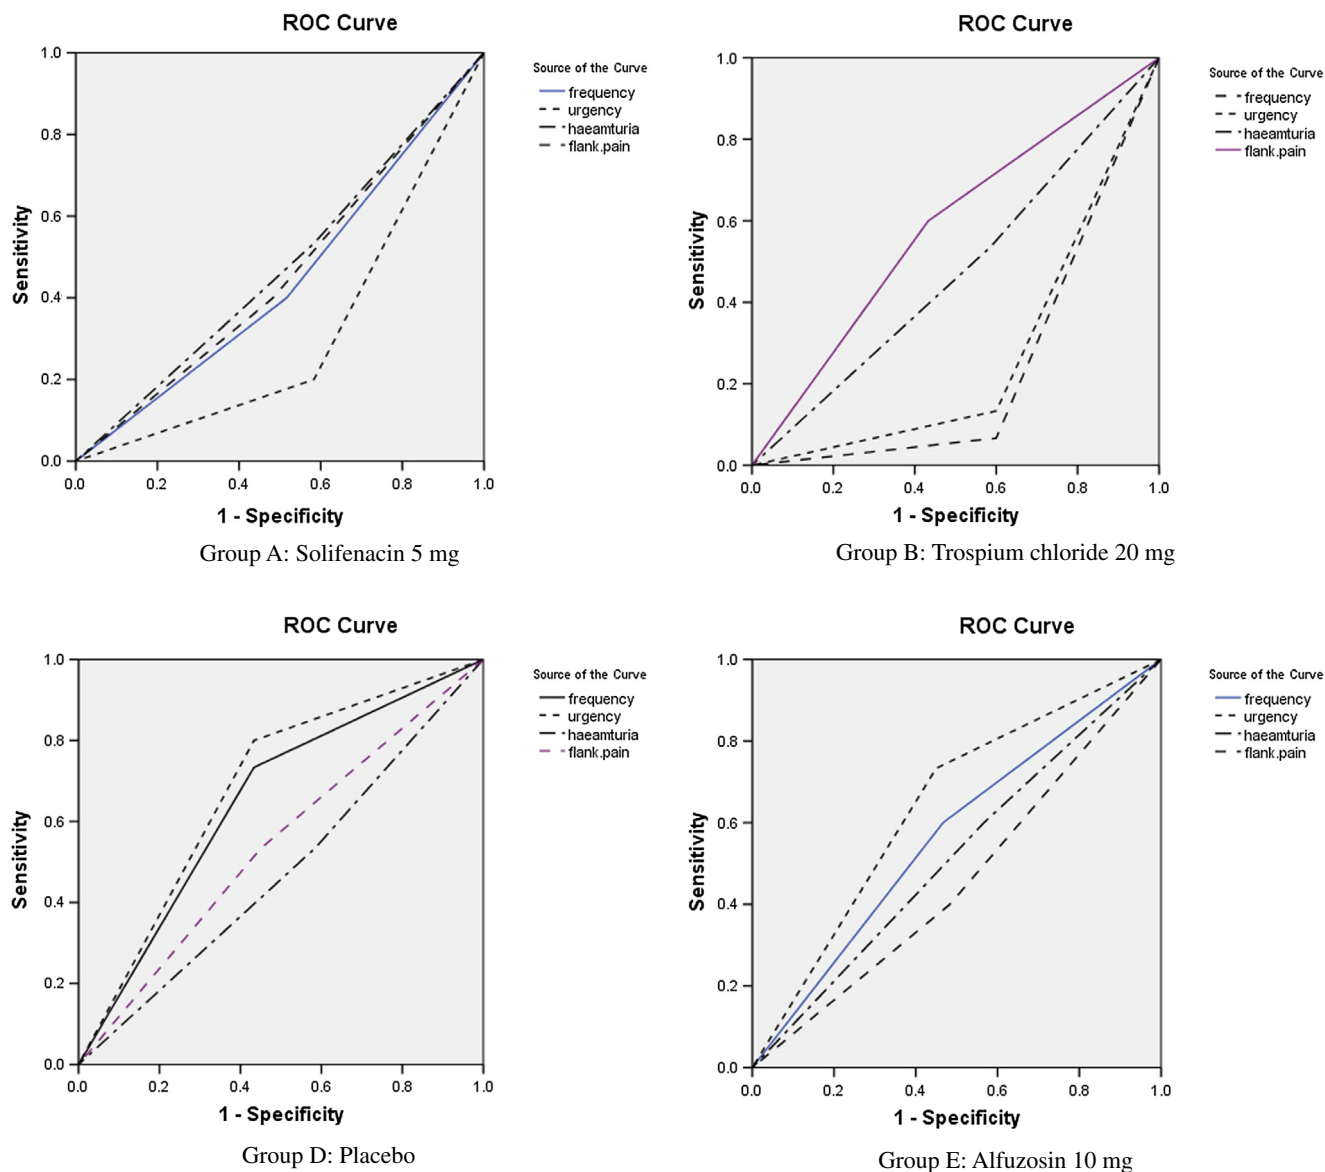 ROC Curve
1.0
0.8
0.6
0.4
0.2
0.0
0.0 0.2 0.4 0.6 0.8 1.0
Sensitivity
1 - Specificity
Source of the Curve
frequency
urgency
haeamturia
flank.pain
Group A: Solifenacin 5 mg
ROC Curve
1.0
0.8
0.6
0.4
0.2
0.0
0.0 0.2 0.4 0.6 0.8 1.0
Sensitivity
1 - Specificity
Source of the Curve
frequency
urgency
haeamturia
flank.pain
Group B: Trospium chloride 20 mg
ROC Curve
1.0
0.8
0.6
0.4
0.2
0.0
0.0 0.2 0.4 0.6 0.8 1.0
Sensitivity
1 - Specificity
Source of the Curve
frequency
urgency
haeamturia
flank.pain
Group D: Placebo
ROC Curve
1.0
0.8
0.6
0.4
0.2
0.0
0.0 0.2 0.4 0.6 0.8 1.0
Sensitivity
1 - Specificity
Source of the Curve
frequency
urgency
haeamturia
flank.pain
Group E: Alfuzosin 10 mg